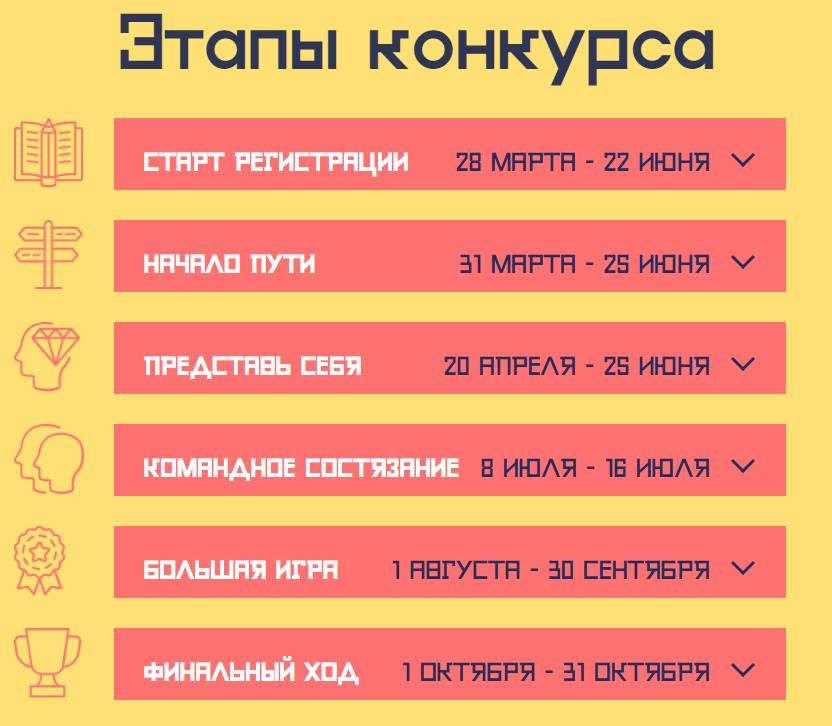 Этапы конкурса
СТАРТ РЕГИСТРАЦИИ 28 МАРТА - 22 ИЮНЯ
НАЧАЛО ПУТИ 31 МАРТА - 25 ИЮНЯ
ПРЕДСТАВЬ СЕБЯ 20 АПРЕЛЯ - 25 ИЮНЯ
КОМАНДНОЕ СОСТЯЗАНИЕ 8 ИЮЛЯ - 16 ИЮЛЯ
БОЛЬШАЯ ИГРА 1 АВГУСТА - 30 СЕНТЯБРЯ
ФИНАЛЬНЫЙ ХОД 1 ОКТЯБРЯ - 31 ОКТЯБРЯ